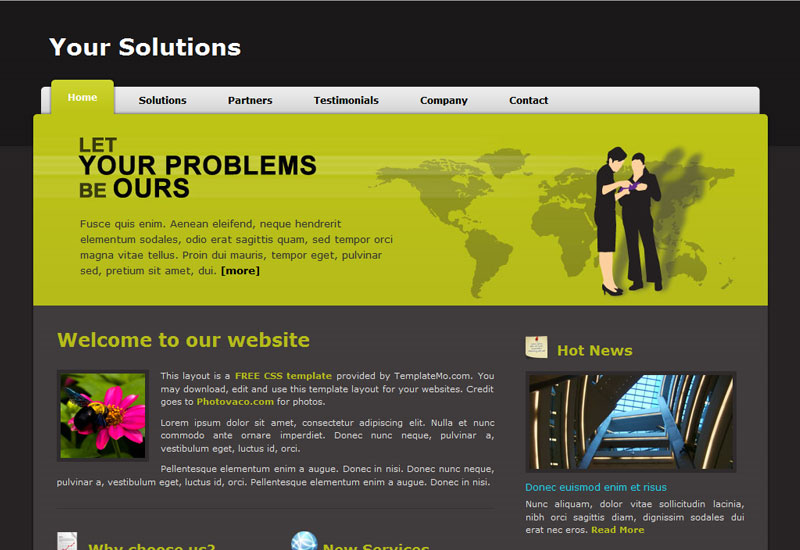 Your Solutions
Home
Solutions
Partners
Testimonials
Company
Contact
LET
YOUR PROBLEMS
BE OURS
Fusce quis enim. Aenean eleifend, neque hendrerit
elementum sodales, odio erat sagittis quam, sed tempor orci
magna vitae tellus. Proin dui mauris, tempor eget, pulvinar
sed, pretium sit amet, dui. [more]
Welcome to our website
This layout is a FREE CSS template provided by TemplateMo.com. You
may download, edit and use this template layout for your websites. Credit
goes to Photovaco.com for photos.
Lorem ipsum dolor sit amet, consectetur adipiscing elit. Nulla et nunc
commodo ante ornare imperdiet. Donec nunc neque, pulvinar a,
vestibulum eget, luctus id, orci.
Pellentesque elementum enim a augue. Donec in nisi. Donec nunc neque,
pulvinar a, vestibulum eget, luctus id, orci. Pellentesque elementum enim a augue. Donec in nisi.
Hot News
Donec euismod enim et risus
Nunc aliquam, dolor vitae sollicitudin lacinia,
nibh orci sagittis diam, dignissim sodales dui
erat nec eros. Read More
Why choose us?
New Services